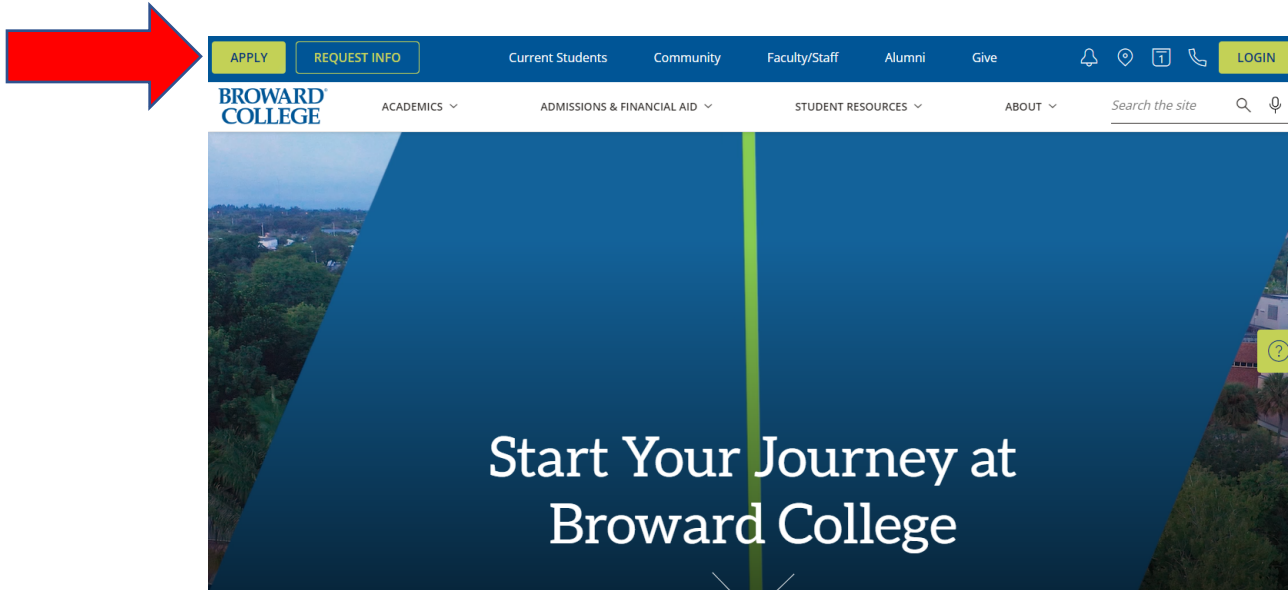 APPLY REQUEST INFO Current Students Community Faculty/Staff Alumni Give 1 LOGIN
BROWARD®
COLLEGE
ACADEMICS ADMISSIONS & FINANCIAL AID STUDENT RESOURCES ABOUT Search the site
?
Start Your Journey at
Broward College